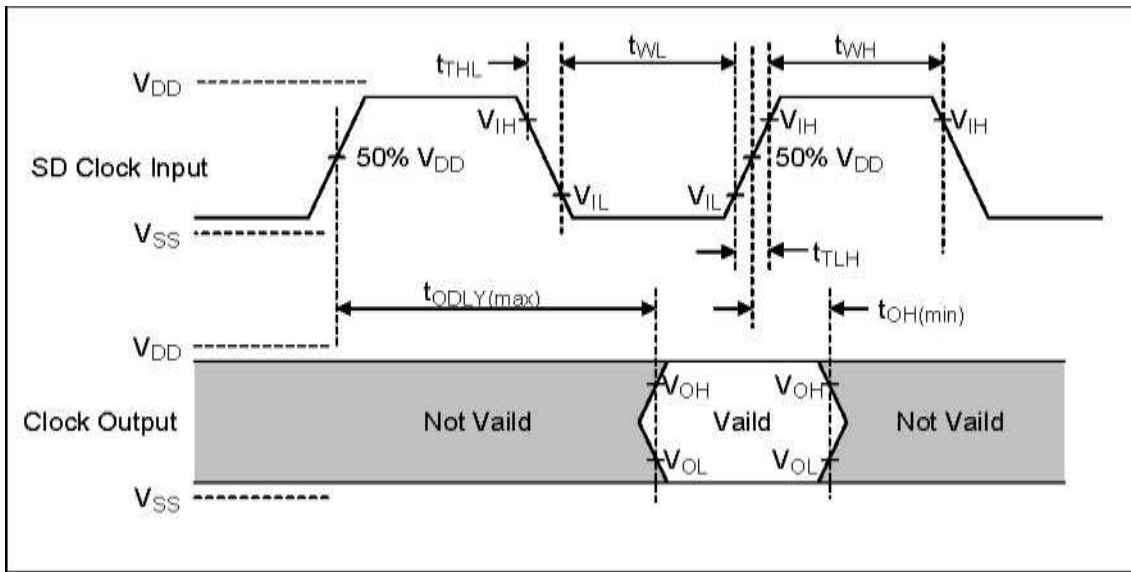 tTHL
tWL
tWH
VDD
VIH
VIH
VIH
SD Clock Input
50% VDD
50% VDD
VIL
VIL
VSS
tTLH
tODLY(max)
tOH(min)
VDD
VOH
VOH
Clock Output
Not Vaild
Vaild
Not Vaild
VOL
VOL
VSS